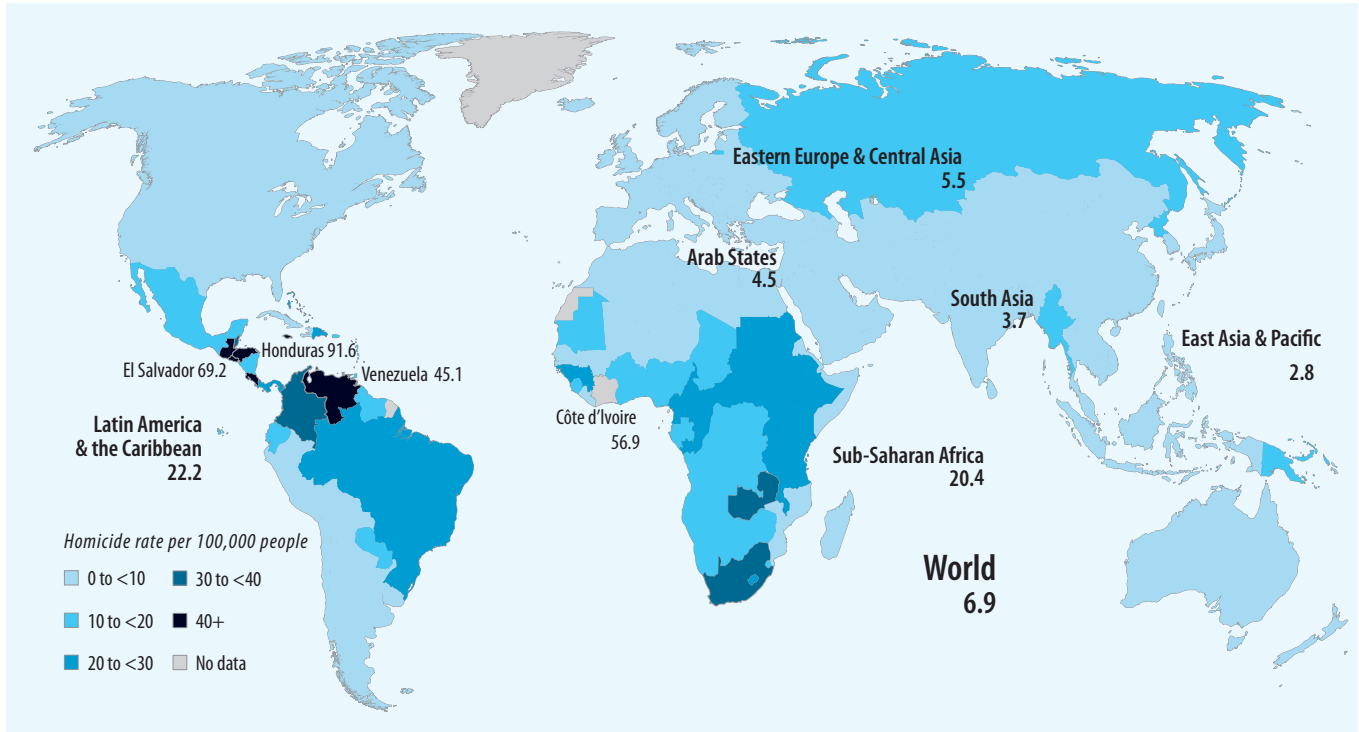 Eastern Europe & Central Asia
5.5
Arab States
4.5
South Asia
3.7
East Asia & Pacific
2.8
Honduras 91.6
El Salvador 69.2
Venezuela 45.1
Latin America
& the Caribbean
22.2
Côte d’Ivoire
56.9
Sub-Saharan Africa
20.4
World
6.9
Homicide rate per 100,000 people
0 to <10
10 to <20
20 to <30
30 to <40
40+
No data